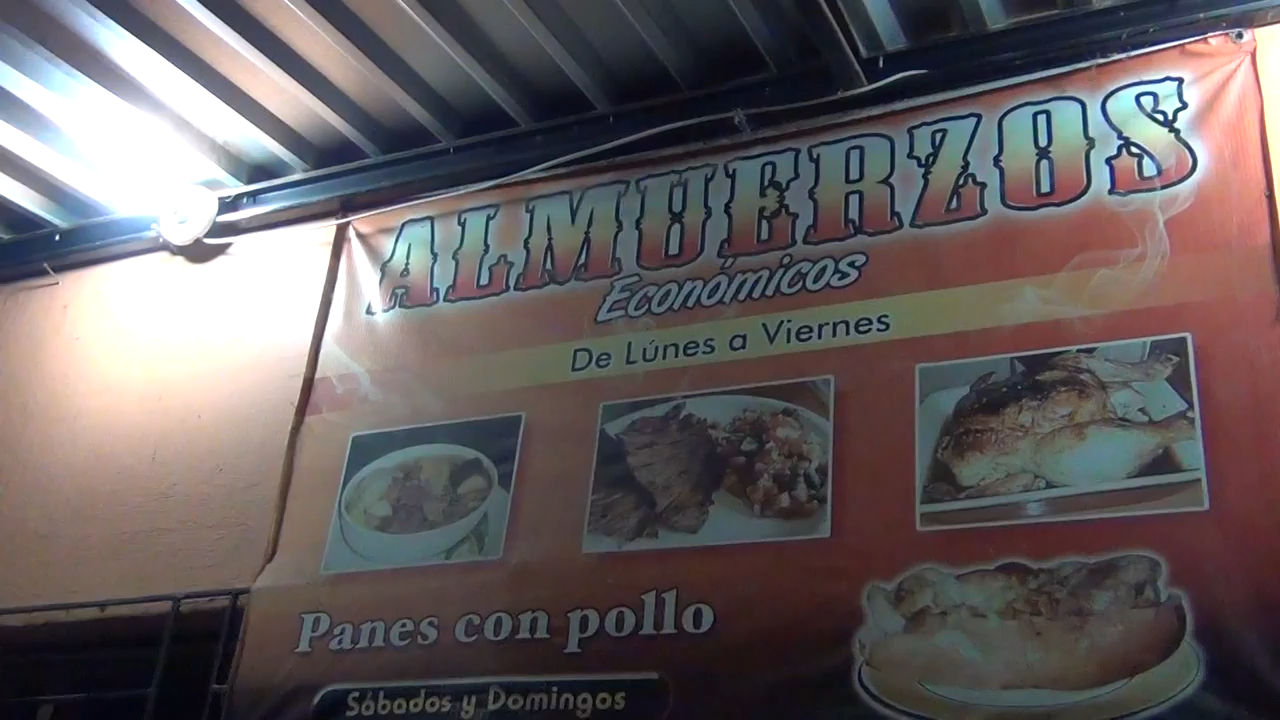 ALMUERZOS
Económicos
De Lúnes a Viernes
Panes con pollo
Sábados y Domingos